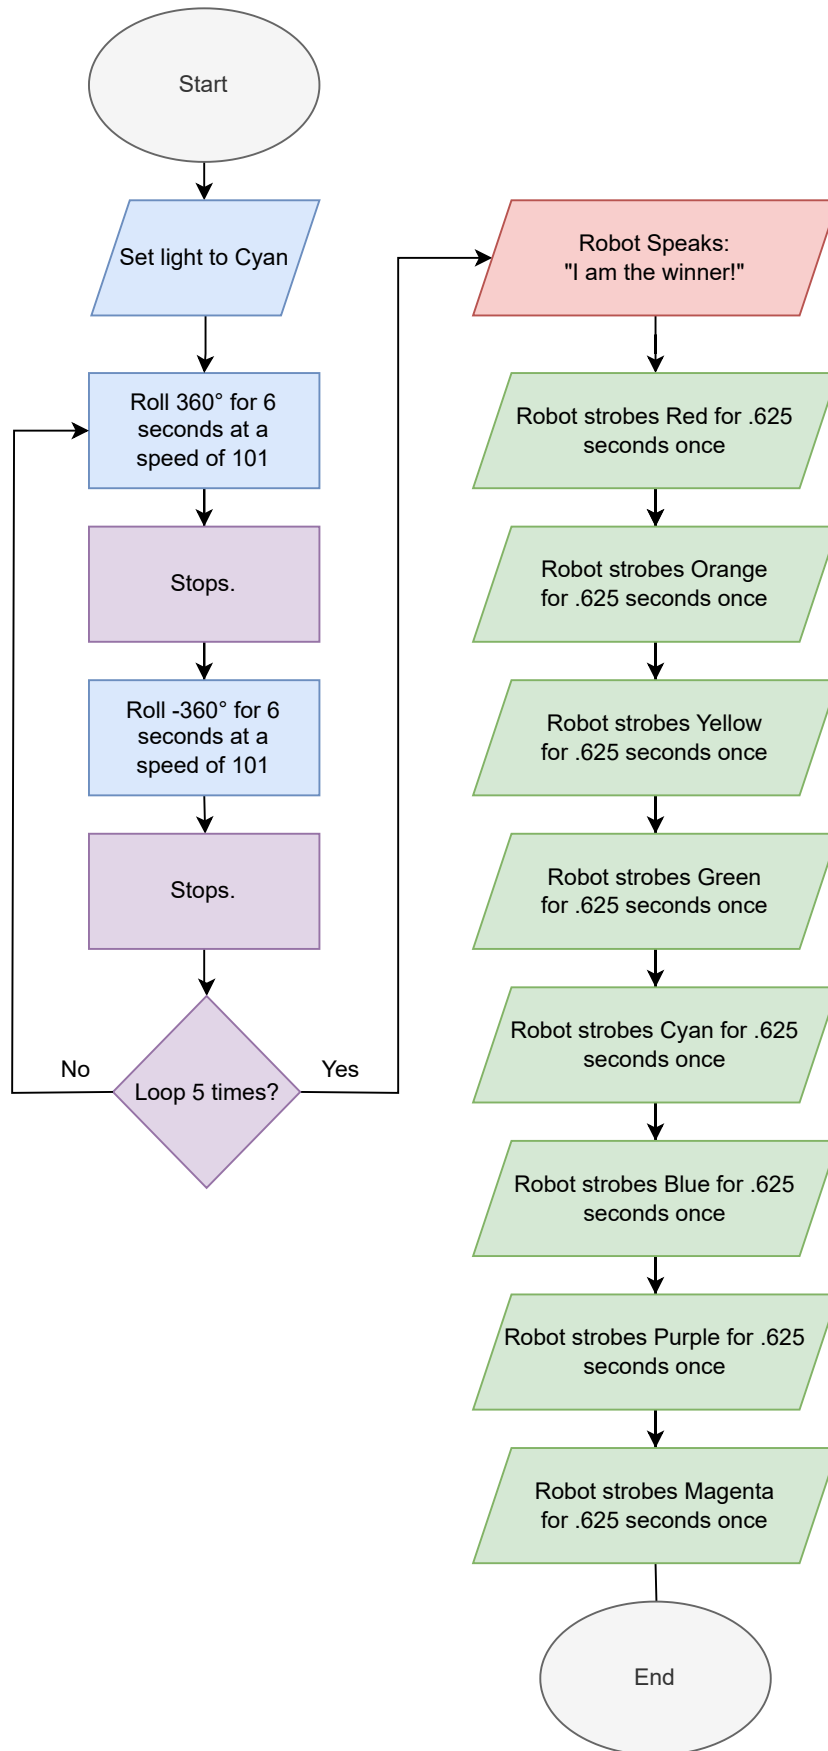 Start
Set light to Cyan
Roll 360° for 6
seconds at a
speed of 101
Stops.
Roll -360° for 6
seconds at a
speed of 101
Stops.
Loop 5 times?
No
Yes
Robot Speaks:
"I am the winner!"
Robot strobes Red for .625
seconds once
Robot strobes Orange
for .625 seconds once
Robot strobes Yellow
for .625 seconds once
Robot strobes Green
for .625 seconds once
Robot strobes Cyan for .625
seconds once
Robot strobes Blue for .625
seconds once
Robot strobes Purple for .625
seconds once
Robot strobes Magenta
for .625 seconds once
End